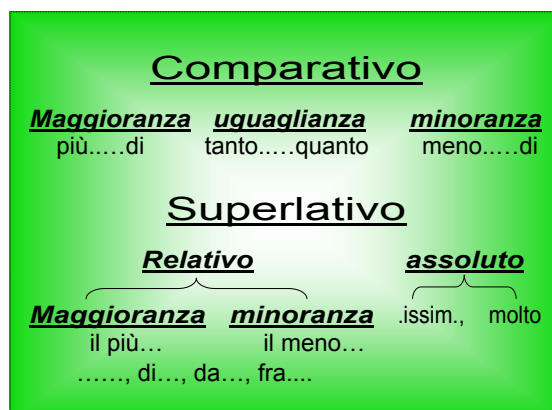 Comparativo
Maggioranza uguaglianza minoranza
più.….di tanto.….quanto meno.….di
Superlativo
Relativo assoluto
Maggioranza minoranza .issim., molto
il più… il meno…
……, di…, da…, fra....